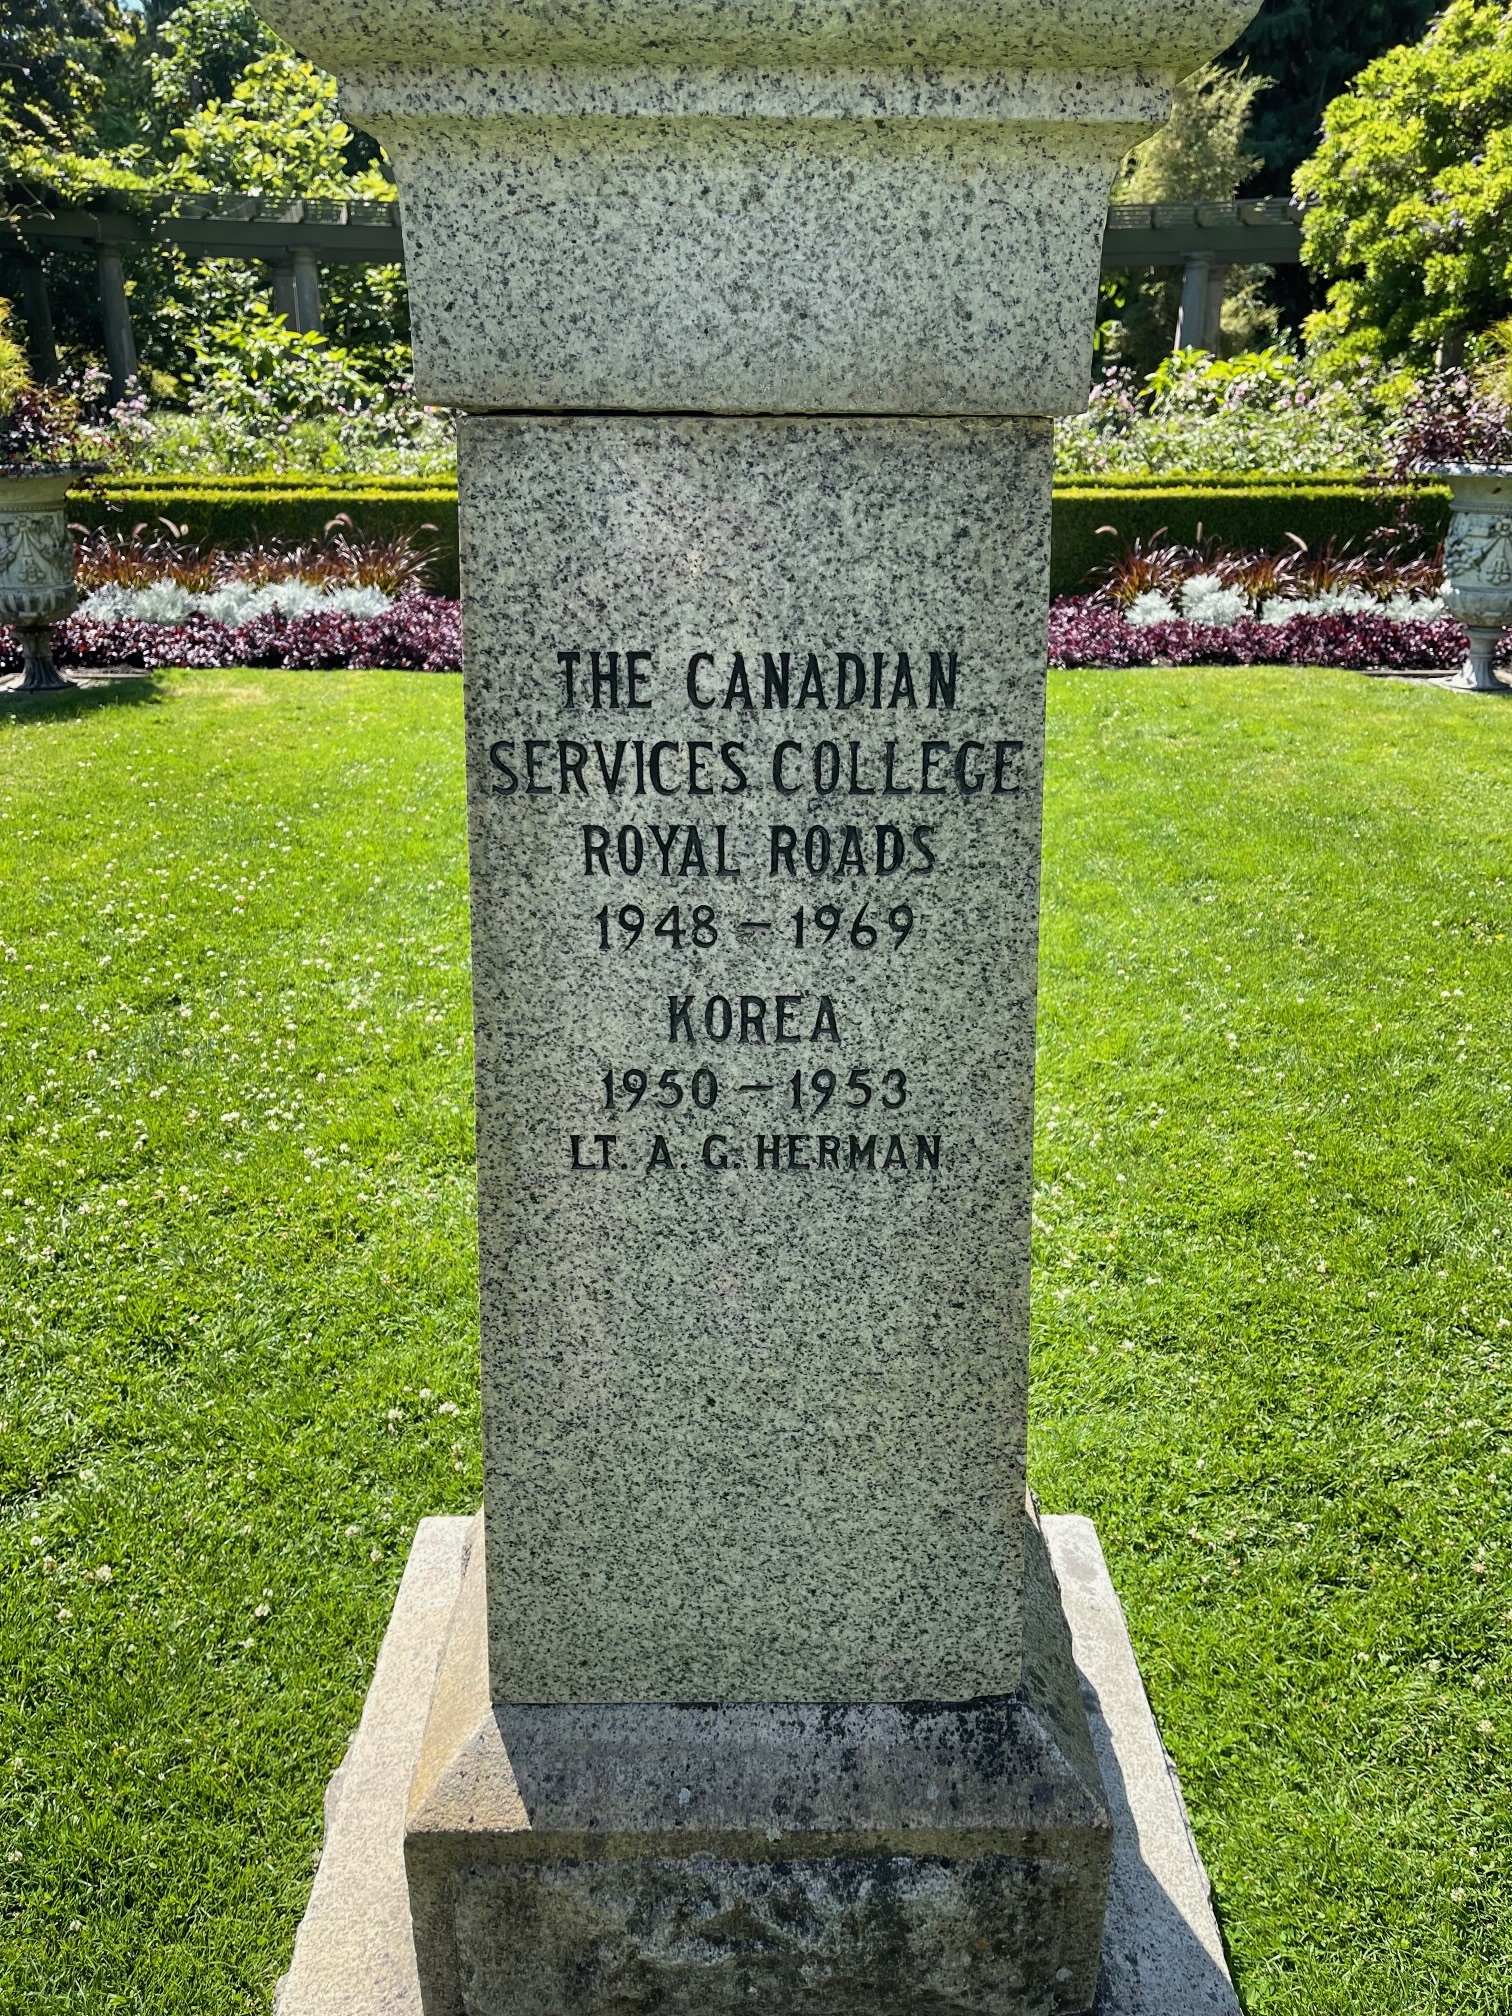 THE CANADIAN
SERVICES COLLEGE
ROYAL ROADS
1948 – 1969
KOREA
1950 – 1953
LT. A. G. HERMAN